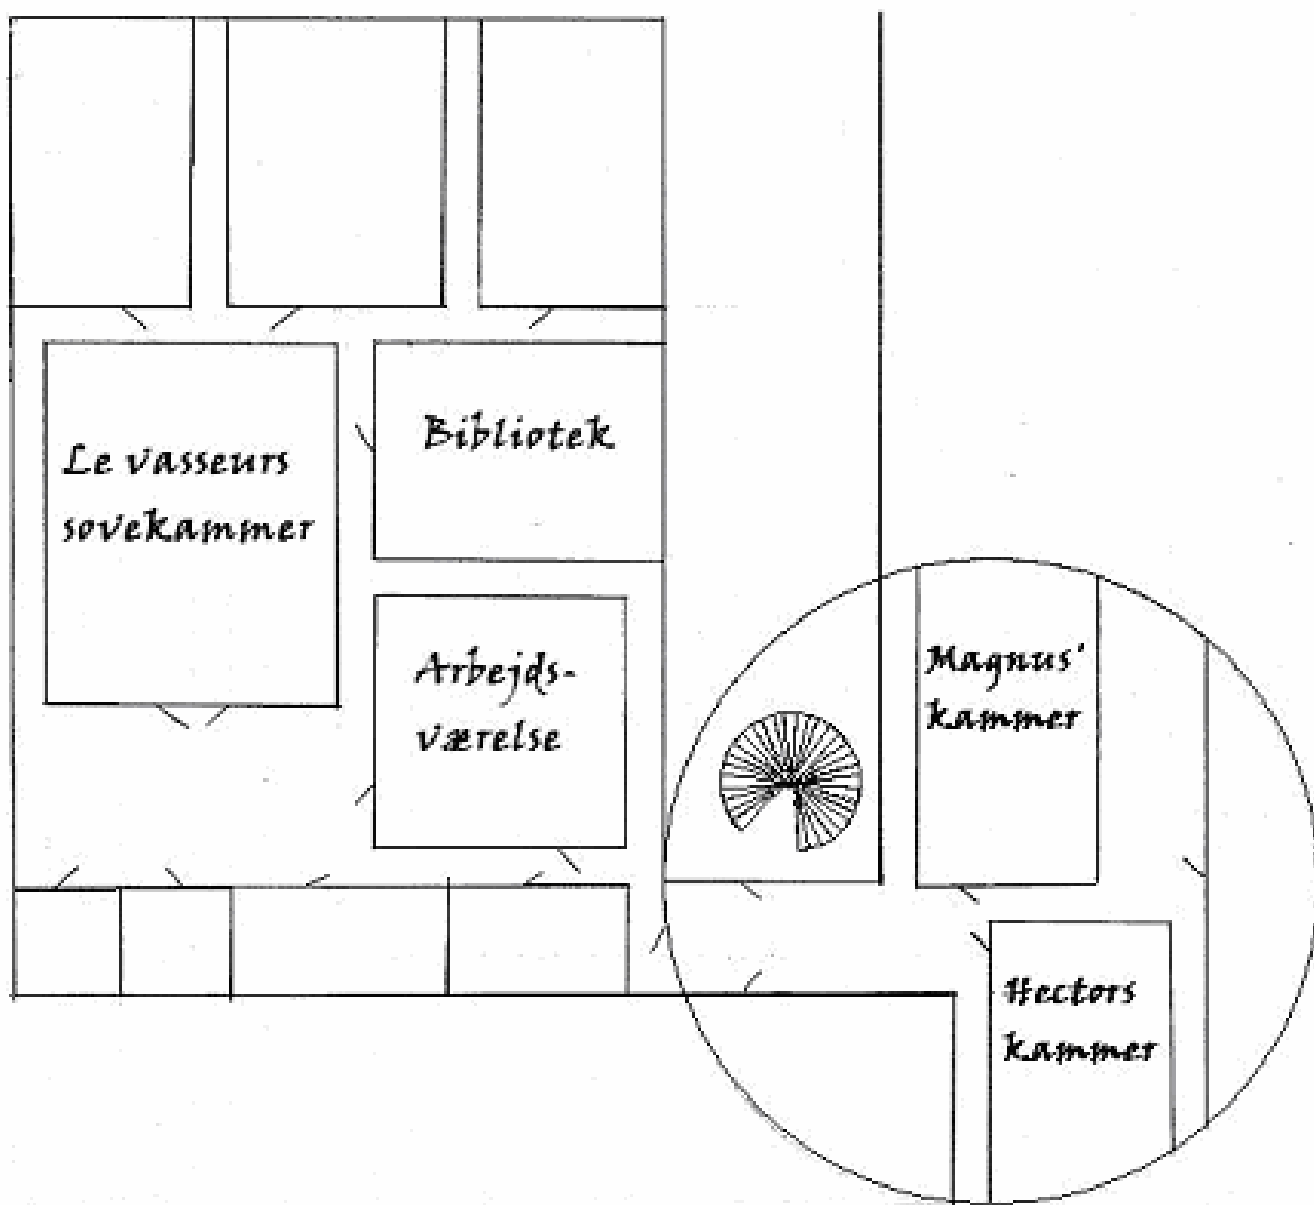 Bibliotek
Le vasseurs
sovekammer
Arbejds-
værelse
Magnus'
kammer
Hectors
kammer